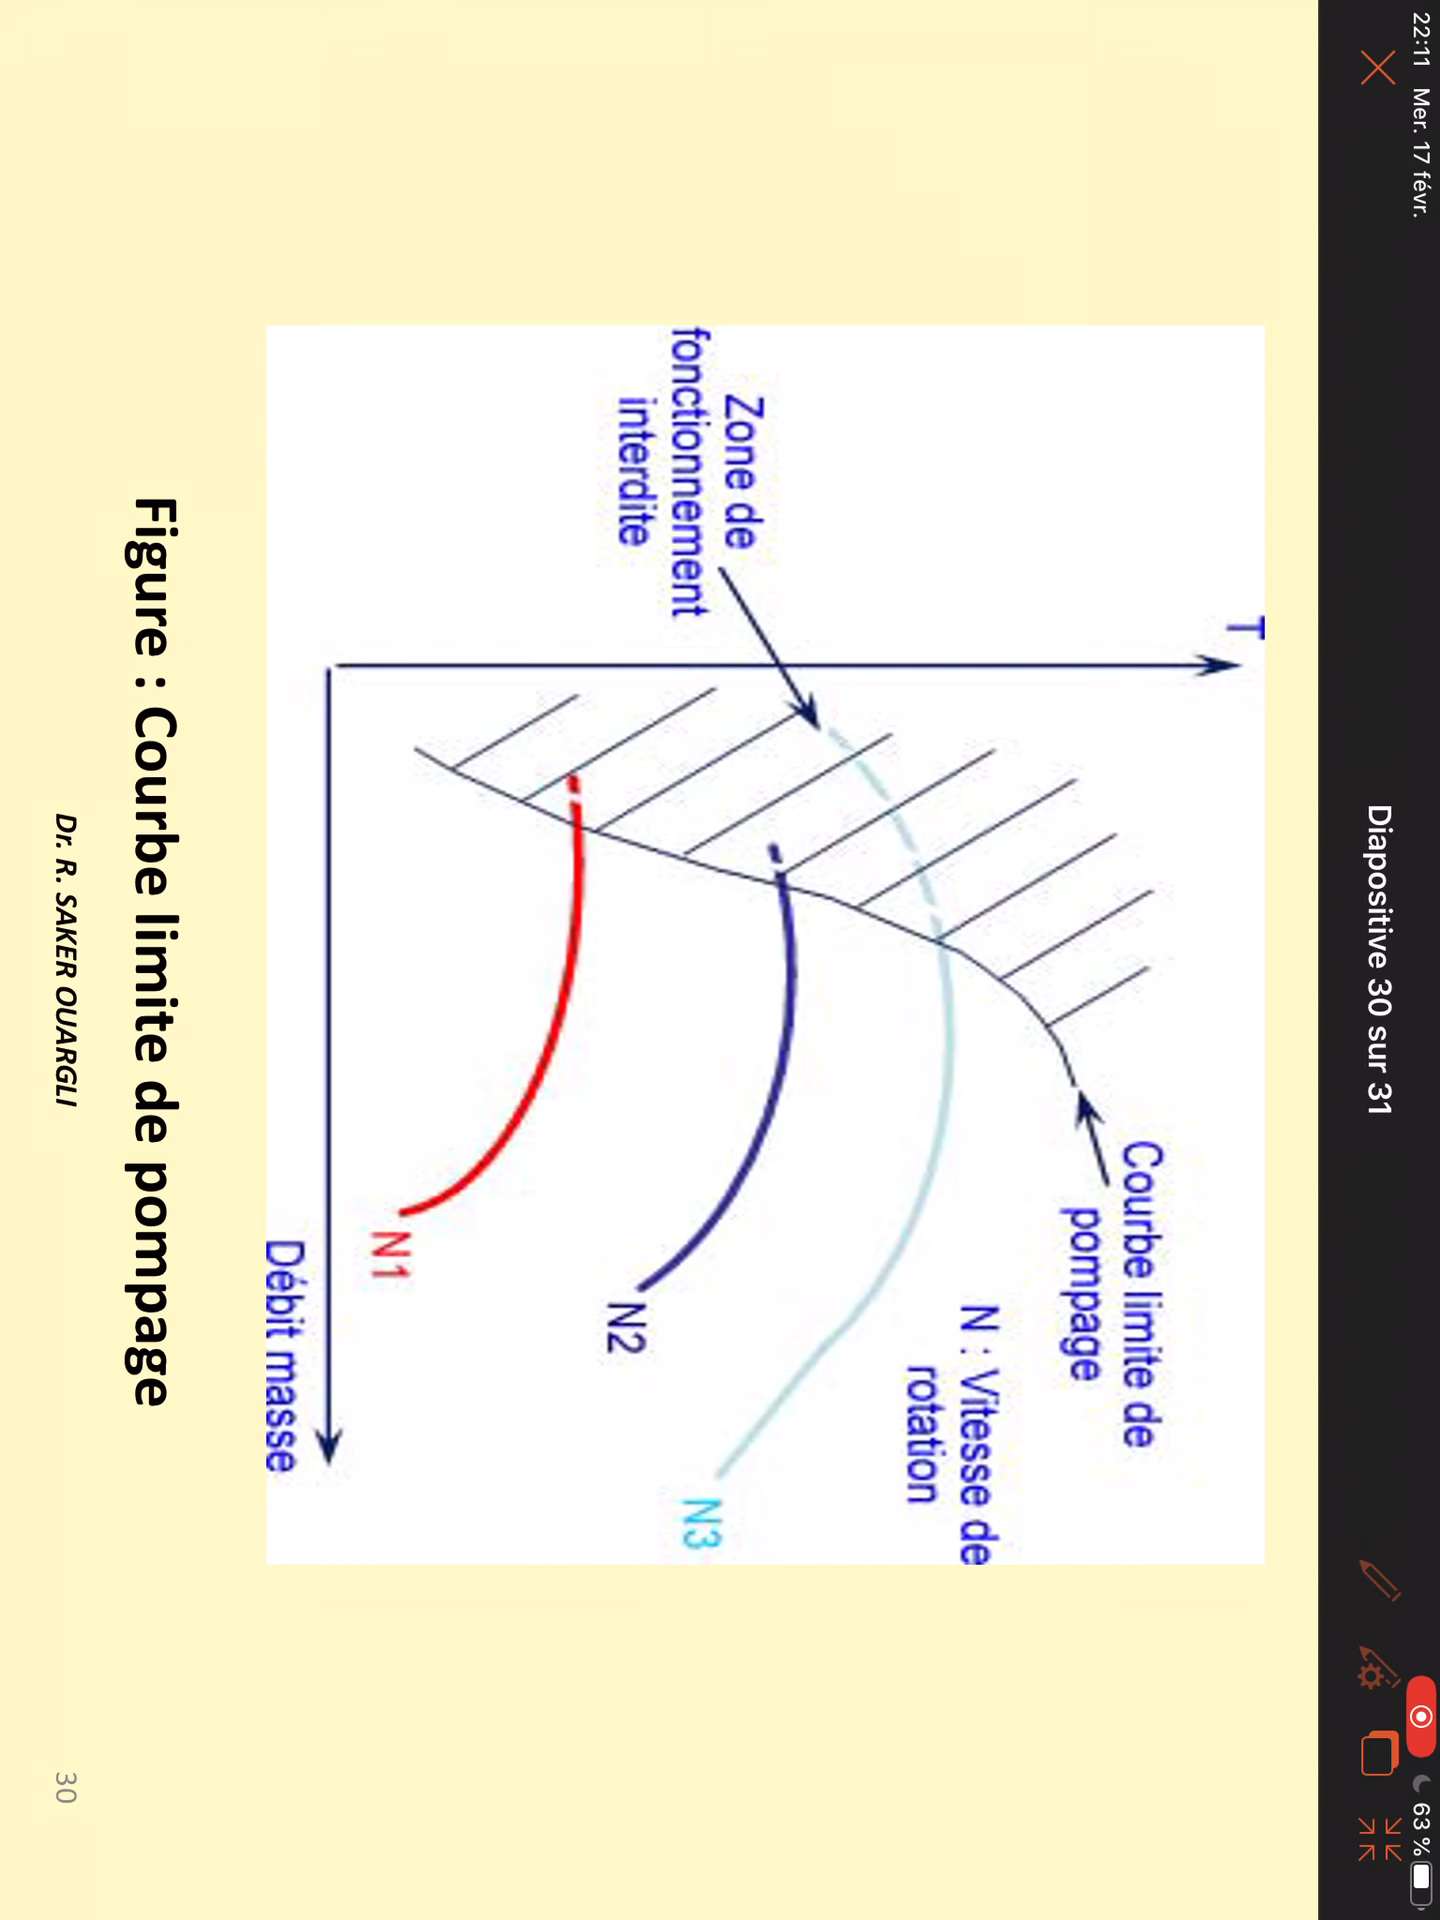 22:11 Mer. 17 févr.
63 %
Diapositive 30 sur 31
T
Courbe limite de
pompage
N : Vitesse de
rotation
Zone de
fonctionnement
interdite
N3
N2
N1
Débit masse
Figure : Courbe limite de pompage
Dr. R. SAKER OUARGLI
30